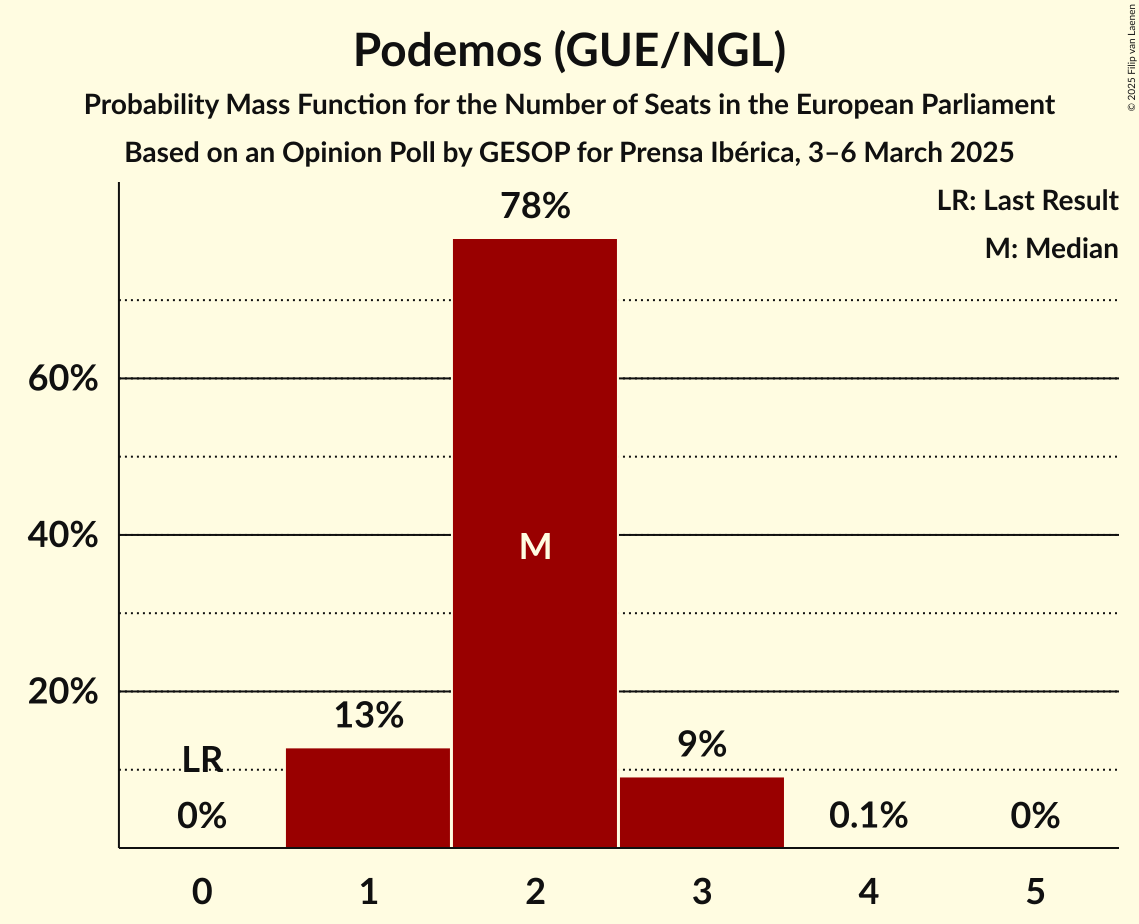 Podemos (GUE/NGL)
Probability Mass Function for the Number of Seats in the European Parliament
Based on an Opinion Poll by GESOP for Prensa Ibérica, 3–6 March 2025
© 2025 Filip van Laenen
LR: Last Result
M: Median
78%
60%
40%
M
20%
13%
9%
LR
0%
0.1%
0%
0 1 2 3 4 5